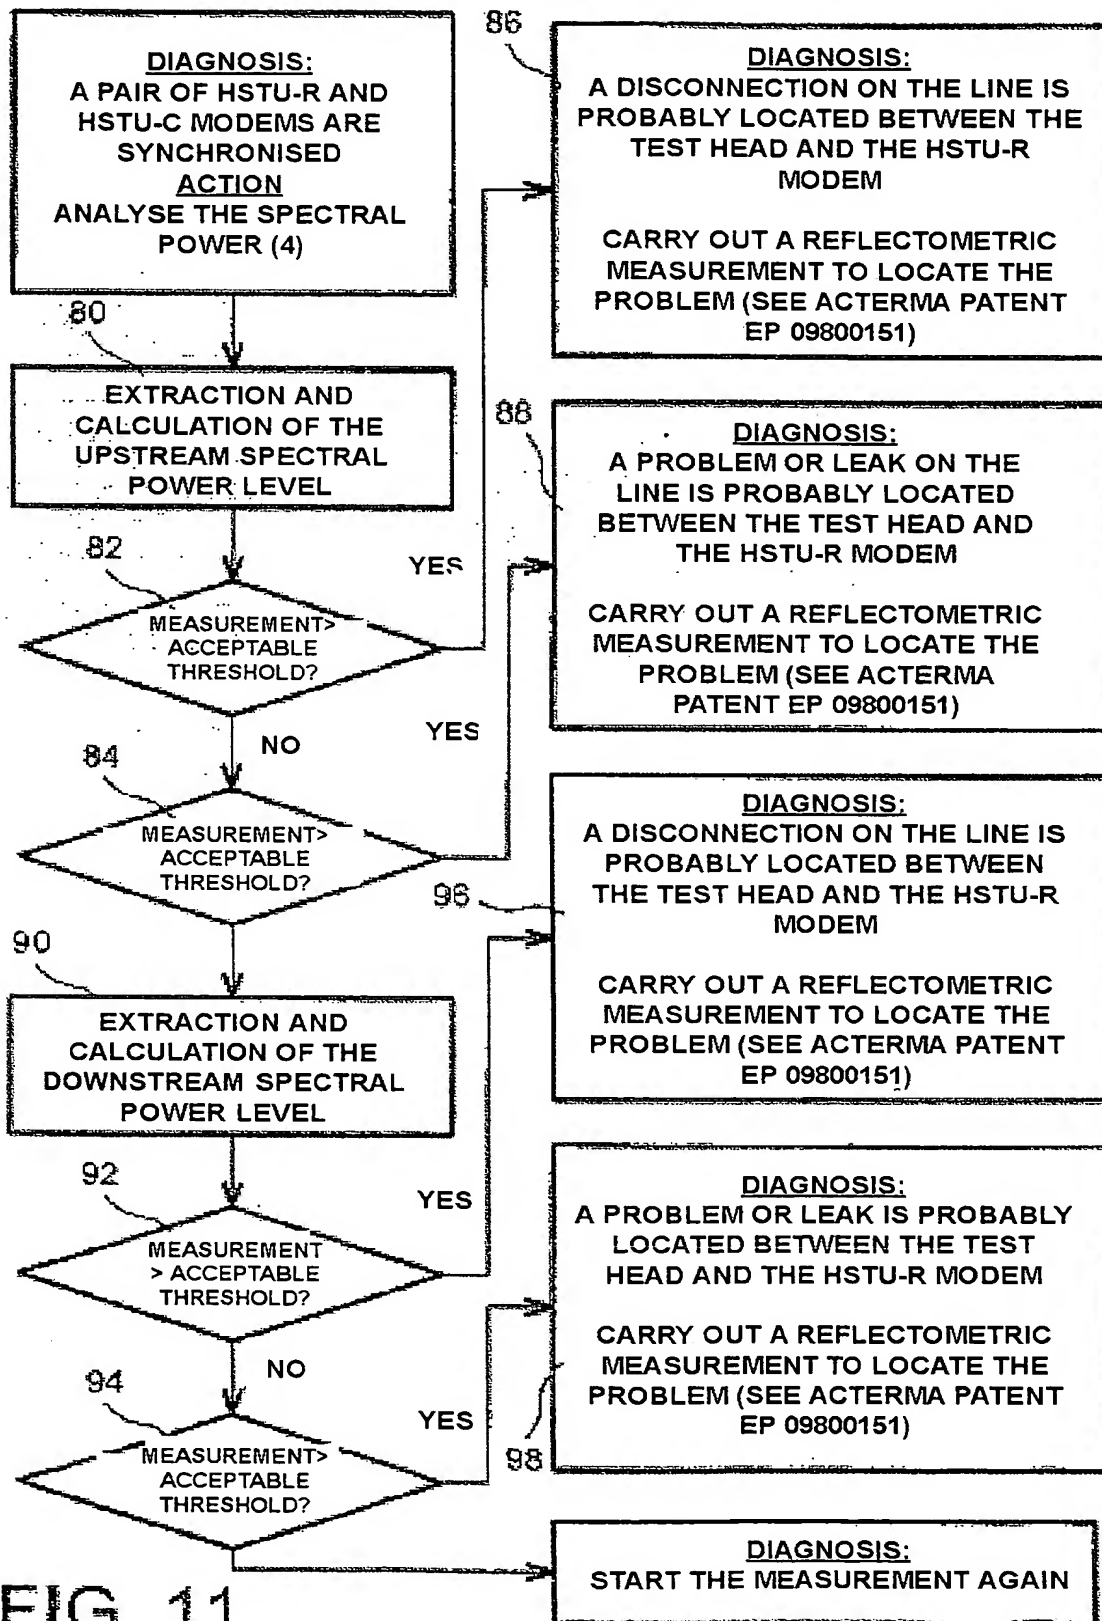 DIAGNOSIS:
A PAIR OF HSTU-R AND
HSTU-C MODEMS ARE
SYNCHRONISED
ACTION
ANALYSE THE SPECTRAL
POWER (4)
80
EXTRACTION AND
CALCULATION OF THE
UPSTREAM SPECTRAL
POWER LEVEL
82
YES
MEASUREMENT>
ACCEPTABLE
THRESHOLD?
NO
YES
84
MEASUREMENT>
ACCEPTABLE
THRESHOLD?
90
EXTRACTION AND
CALCULATION OF THE
DOWNSTREAM SPECTRAL
POWER LEVEL
92
YES
MEASUREMENT
> ACCEPTABLE
THRESHOLD?
NO
94
YES
MEASUREMENT>
ACCEPTABLE
THRESHOLD?
86
DIAGNOSIS:
A DISCONNECTION ON THE LINE IS
PROBABLY LOCATED BETWEEN THE
TEST HEAD AND THE HSTU-R
MODEM
CARRY OUT A REFLECTOMETRIC
MEASUREMENT TO LOCATE THE
PROBLEM (SEE ACTERMA PATENT
EP 09800151)
88
DIAGNOSIS:
A PROBLEM OR LEAK ON THE
LINE IS PROBABLY LOCATED
BETWEEN THE TEST HEAD AND
THE HSTU-R MODEM
CARRY OUT A REFLECTOMETRIC
MEASUREMENT TO LOCATE THE
PROBLEM (SEE ACTERMA
PATENT EP 09800151)
96
DIAGNOSIS:
A DISCONNECTION ON THE LINE IS
PROBABLY LOCATED BETWEEN
THE TEST HEAD AND THE HSTU-R
MODEM
CARRY OUT A REFLECTOMETRIC
MEASUREMENT TO LOCATE THE
PROBLEM (SEE ACTERMA PATENT
EP 09800151)
98
DIAGNOSIS:
A PROBLEM OR LEAK IS PROBABLY
LOCATED BETWEEN THE TEST
HEAD AND THE HSTU-R MODEM
CARRY OUT A REFLECTOMETRIC
MEASUREMENT TO LOCATE THE
PROBLEM (SEE ACTERMA PATENT
EP 09800151)
DIAGNOSIS:
START THE MEASUREMENT AGAIN
FIG. 11